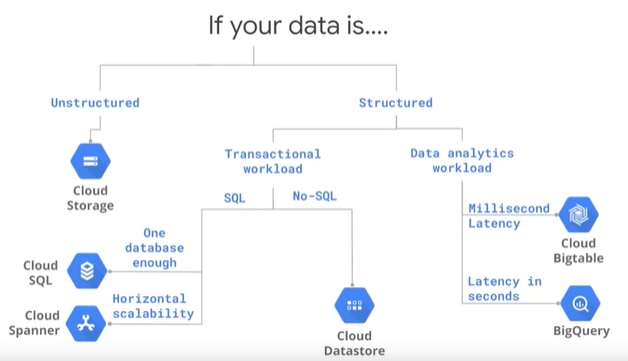 If your data is....
Unstructured
Structured
Cloud
Storage
Transactional
workload
Data analytics
workload
SQL
No-SQL
One
database
enough
Cloud
SQL
Horizontal
scalability
Cloud
Spanner
Cloud
Datastore
Millisecond
Latency
Cloud
Bigtable
Latency in
seconds
BigQuery